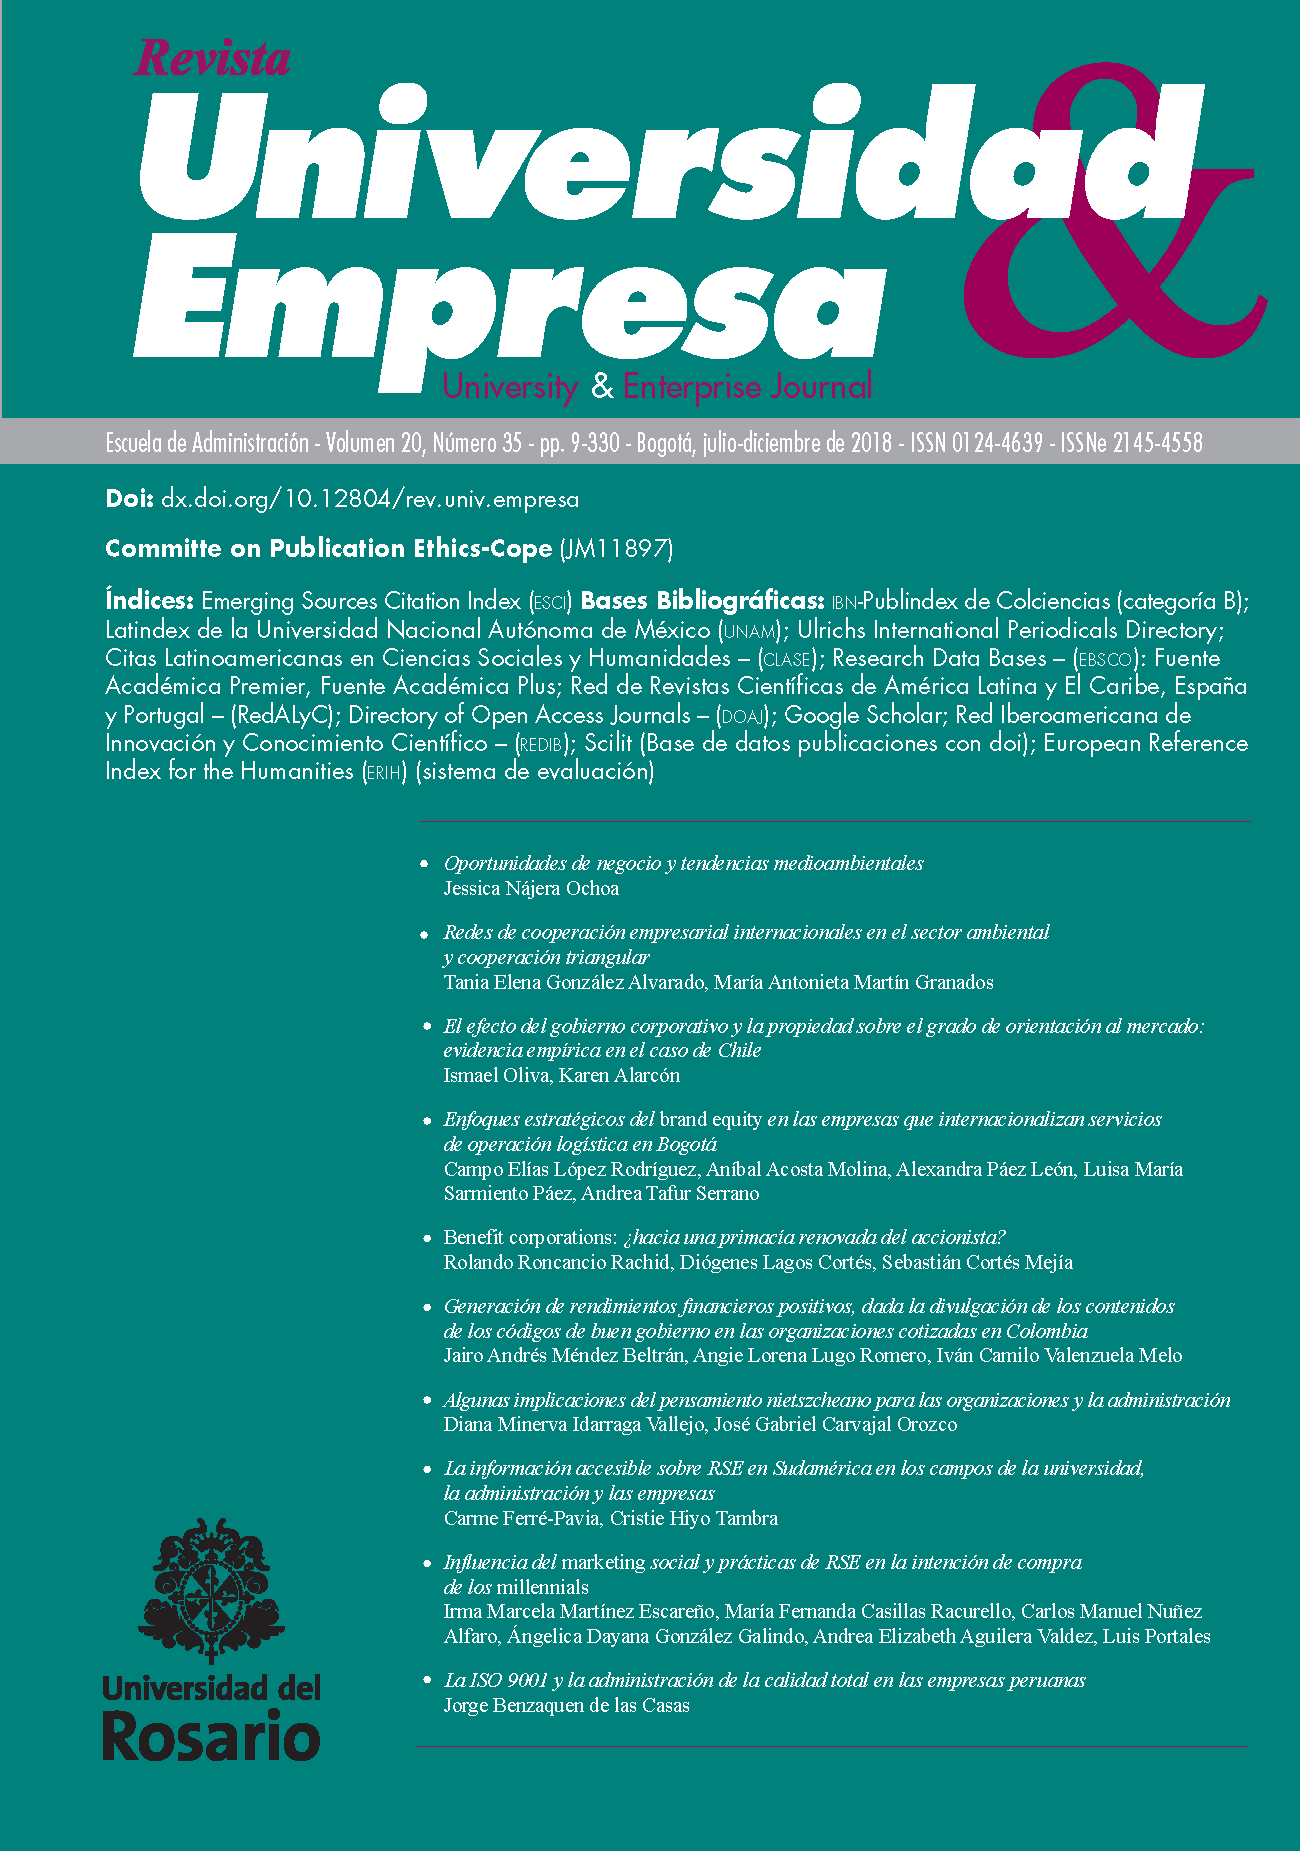 Revista
Universidad &
Empresa
University & Enterprise Journal
Escuela de Administración - Volumen 20, Número 35 - pp. 9-330 - Bogotá, julio-diciembre de 2018 - ISSN 0124-4639 - ISSNe 2145-4558
Doi: dx.doi.org/10.12804/rev.univ.empresa
Committe on Publication Ethics-Cope (JM11897)
Índices: Emerging Sources Citation Index (ESCI) Bases Bibliográficas: IBN-Publindex de Colciencias (categoría B);
Latindex de la Universidad Nacional Autónoma de México (UNAM); Ulrichs International Periodicals Directory;
Citas Latinoamericanas en Ciencias Sociales y Humanidades – (CLASE); Research Data Bases – (EBSCO): Fuente
Académica Premier, Fuente Académica Plus; Red de Revistas Científicas de América Latina y El Caribe, España
y Portugal – (RedALyC); Directory of Open Access Journals – (DOAJ); Google Scholar; Red Iberoamericana de
Innovación y Conocimiento Científico – (REDIB); Scilit (Base de datos publicaciones con doi); European Reference
Index for the Humanities (ERIH) (sistema de evaluación)
• Oportunidades de negocio y tendencias medioambientales
Jessica Nájera Ochoa
• Redes de cooperación empresarial internacionales en el sector ambiental
y cooperación triangular
Tania Elena González Alvarado, María Antonieta Martín Granados
• El efecto del gobierno corporativo y la propiedad sobre el grado de orientación al mercado:
evidencia empírica en el caso de Chile
Ismael Oliva, Karen Alarcón
• Enfoques estratégicos del brand equity en las empresas que internacionalizan servicios
de operación logística en Bogotá
Campo Elías López Rodríguez, Aníbal Acosta Molina, Alexandra Páez León, Luisa María
Sarmiento Páez, Andrea Tafur Serrano
• Benefit corporations: ¿hacia una primacía renovada del accionista?
Rolando Roncancio Rachid, Diógenes Lagos Cortés, Sebastián Cortés Mejía
• Generación de rendimientos financieros positivos, dada la divulgación de los contenidos
de los códigos de buen gobierno en las organizaciones cotizadas en Colombia
Jairo Andrés Méndez Beltrán, Angie Lorena Lugo Romero, Iván Camilo Valenzuela Melo
• Algunas implicaciones del pensamiento nietszcheano para las organizaciones y la administración
Diana Minerva Idarraga Vallejo, José Gabriel Carvajal Orozco
• La información accesible sobre RSE en Sudamérica en los campos de la universidad,
la administración y las empresas
Carme Ferré-Pavia, Cristie Hiyo Tambra
• Influencia del marketing social y prácticas de RSE en la intención de compra
de los millennials
Irma Marcela Martínez Escareño, María Fernanda Casillas Racurello, Carlos Manuel Nuñez
Alfaro, Ángelica Dayana González Galindo, Andrea Elizabeth Aguilera Valdez, Luis Portales
• La ISO 9001 y la administración de la calidad total en las empresas peruanas
Jorge Benzaquen de las Casas
Universidad del
Rosario